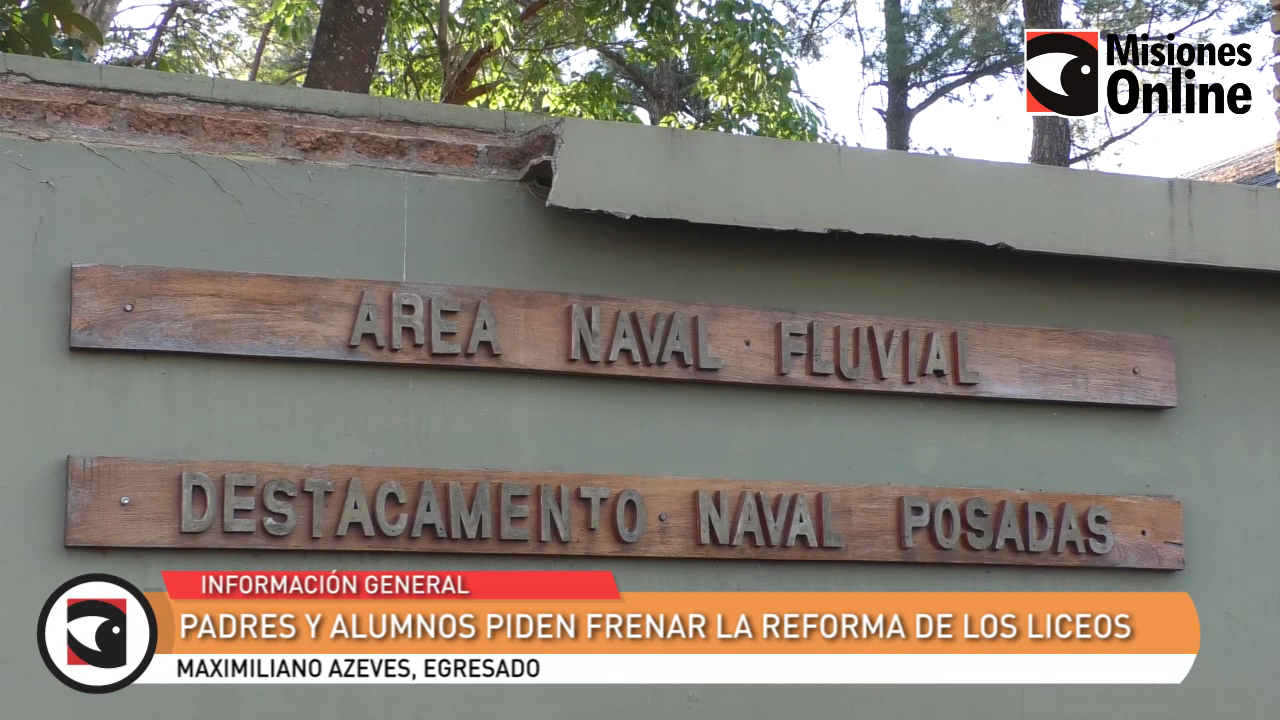 Misiones
Online
AREA NAVAL FLUVIAL
DESTACAMENTO NAVAL POSADAS
INFORMACIÓN GENERAL
PADRES Y ALUMNOS PIDEN FRENAR LA REFORMA DE LOS LICEOS
MAXIMILIANO AZEVES, EGRESADO